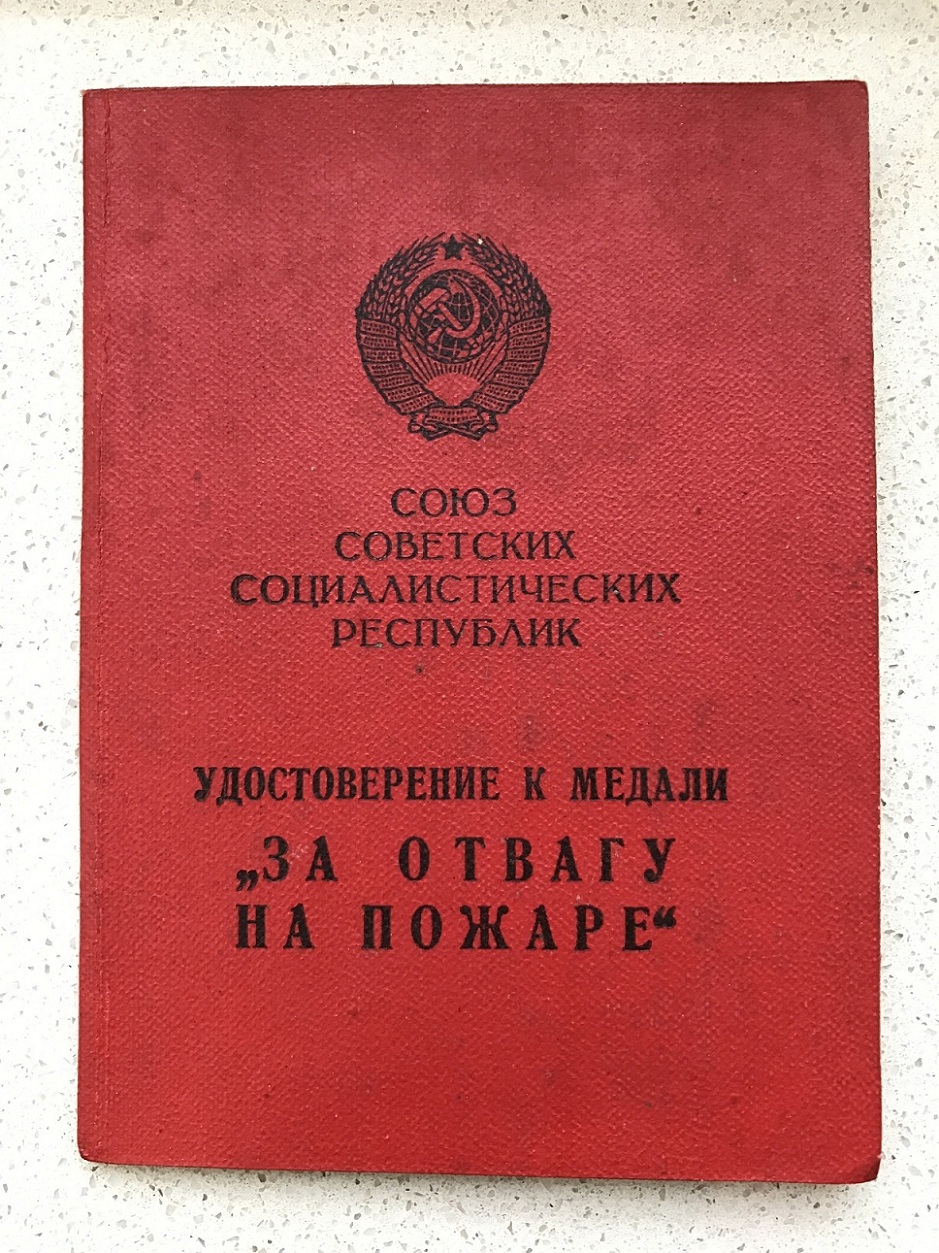 СОЮЗ
СОВЕТСКИХ
СОЦИАЛИСТИЧЕСКИХ
РЕСПУБЛИК
УДОСТОВЕРЕНИЕ К МЕДАЛИ
„ЗА ОТВАГУ
НА ПОЖАРЕ“